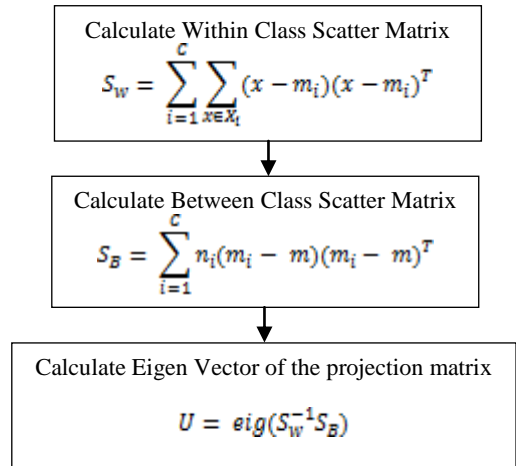 Calculate Within Class Scatter Matrix
S_w = \sum_{i=1}^{C} \sum_{x∈X_i} (x − m_i)(x − m_i)^T
Calculate Between Class Scatter Matrix
S_B = \sum_{i=1}^{C} n_i(m_i − m)(m_i − m)^T
Calculate Eigen Vector of the projection matrix
U = eig(S_W^{-1} S_B)